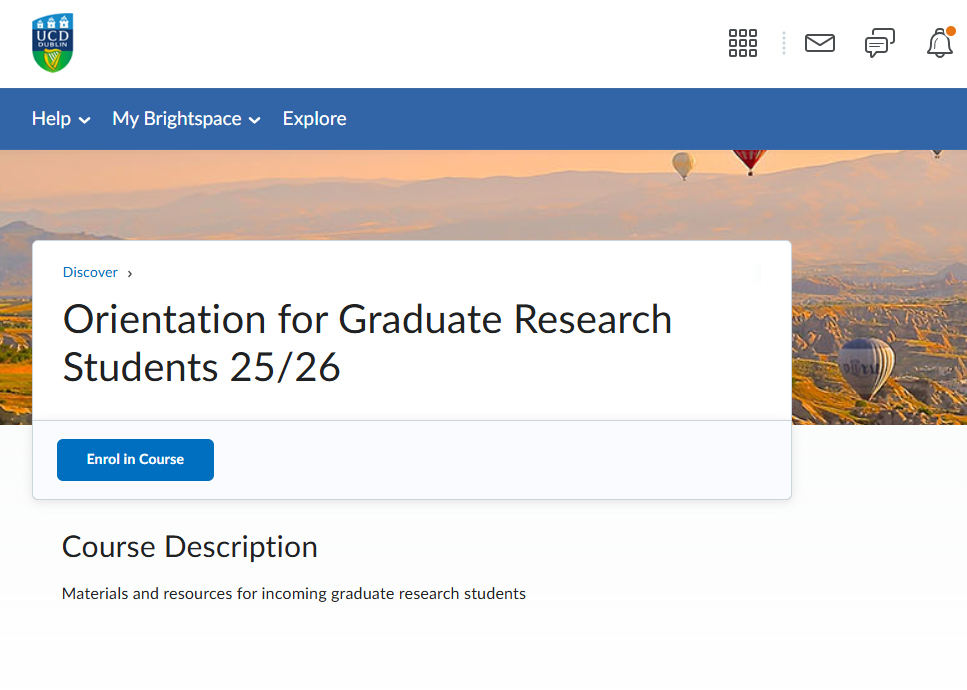 UCD
DUBLIN
Help
My Brightspace
Explore
Discover ›
Orientation for Graduate Research
Students 25/26
Enrol in Course
Course Description
Materials and resources for incoming graduate research students